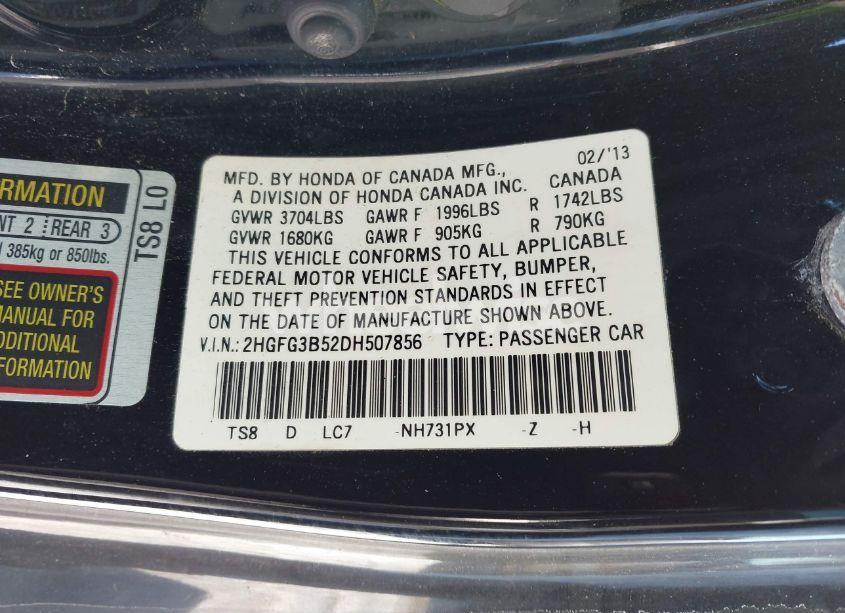 RMATION
NT 2 REAR 3
385kg or 850lbs.
SEE OWNER'S
MANUAL FOR
DDITIONAL
FORMATION
TS8 L0
02/'13
MFD. BY HONDA OF CANADA MFG.,
A DIVISION OF HONDA CANADA INC. CANADA
GVWR 3704LBS GAWR F 1996LBS R 1742LBS
GVWR 1680KG GAWR F 905KG R 790KG
THIS VEHICLE CONFORMS TO ALL APPLICABLE
FEDERAL MOTOR VEHICLE SAFETY, BUMPER,
AND THEFT PREVENTION STANDARDS IN EFFECT
ON THE DATE OF MANUFACTURE SHOWN ABOVE.
V.I.N.: 2HGFG3B52DH507856 TYPE: PASSENGER CAR
TS8 D LC7 -NH731PX -Z -H